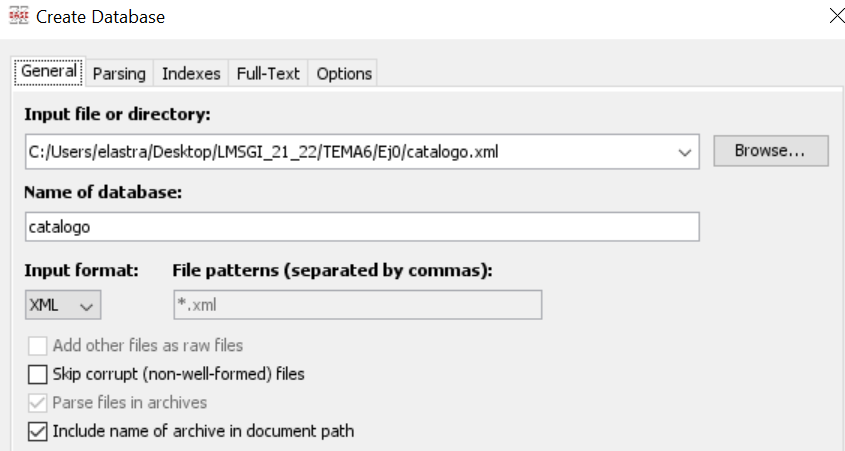 BASE Create Database
General Parsing Indexes Full-Text Options
Input file or directory:
C:/Users/elastra/Desktop/LMSGI_21_22/TEMA6/Ej0/catalogo.xml Browse...
Name of database:
catalogo
Input format: File patterns (separated by commas):
XML *.xml
Add other files as raw files
Skip corrupt (non-well-formed) files
Parse files in archives
Include name of archive in document path